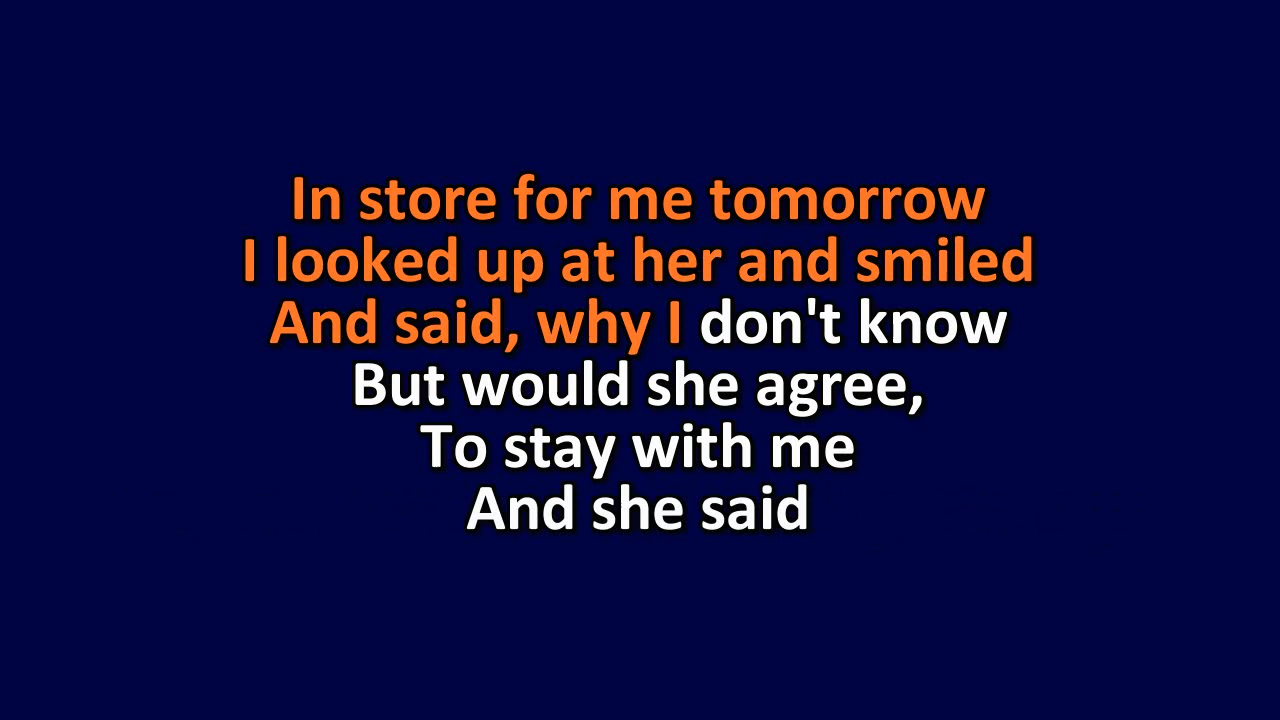 In store for me tomorrow
I looked up at her and smiled
And said, why I don't know
But would she agree,
To stay with me
And she said